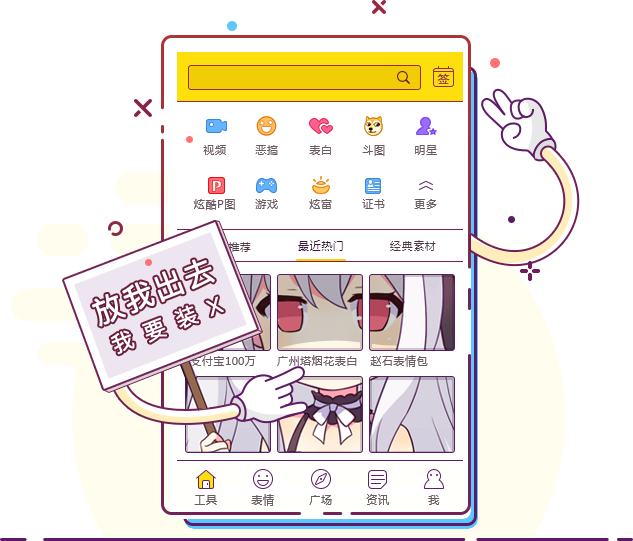 签
视频 恶搞 表白 斗图 明星
P
炫酷P图 游戏 炫富 证书 更多
推荐 最近热门 经典素材
放我出去
我要装X
支付宝100万 广州塔烟花表白 赵石表情包
工具 表情 广场 资讯 我